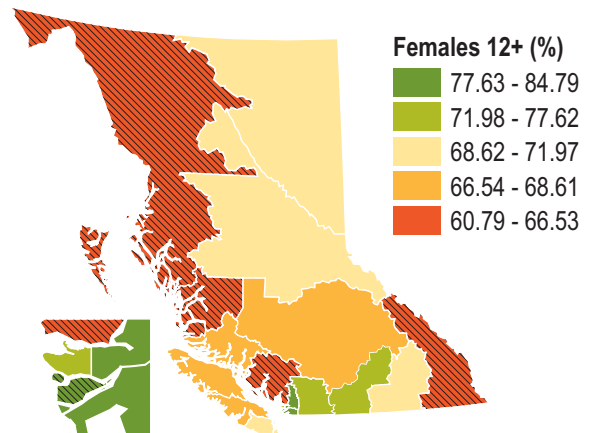 Females 12+ (%)
77.63 - 84.79
71.98 - 77.62
68.62 - 71.97
66.54 - 68.61
60.79 - 66.53